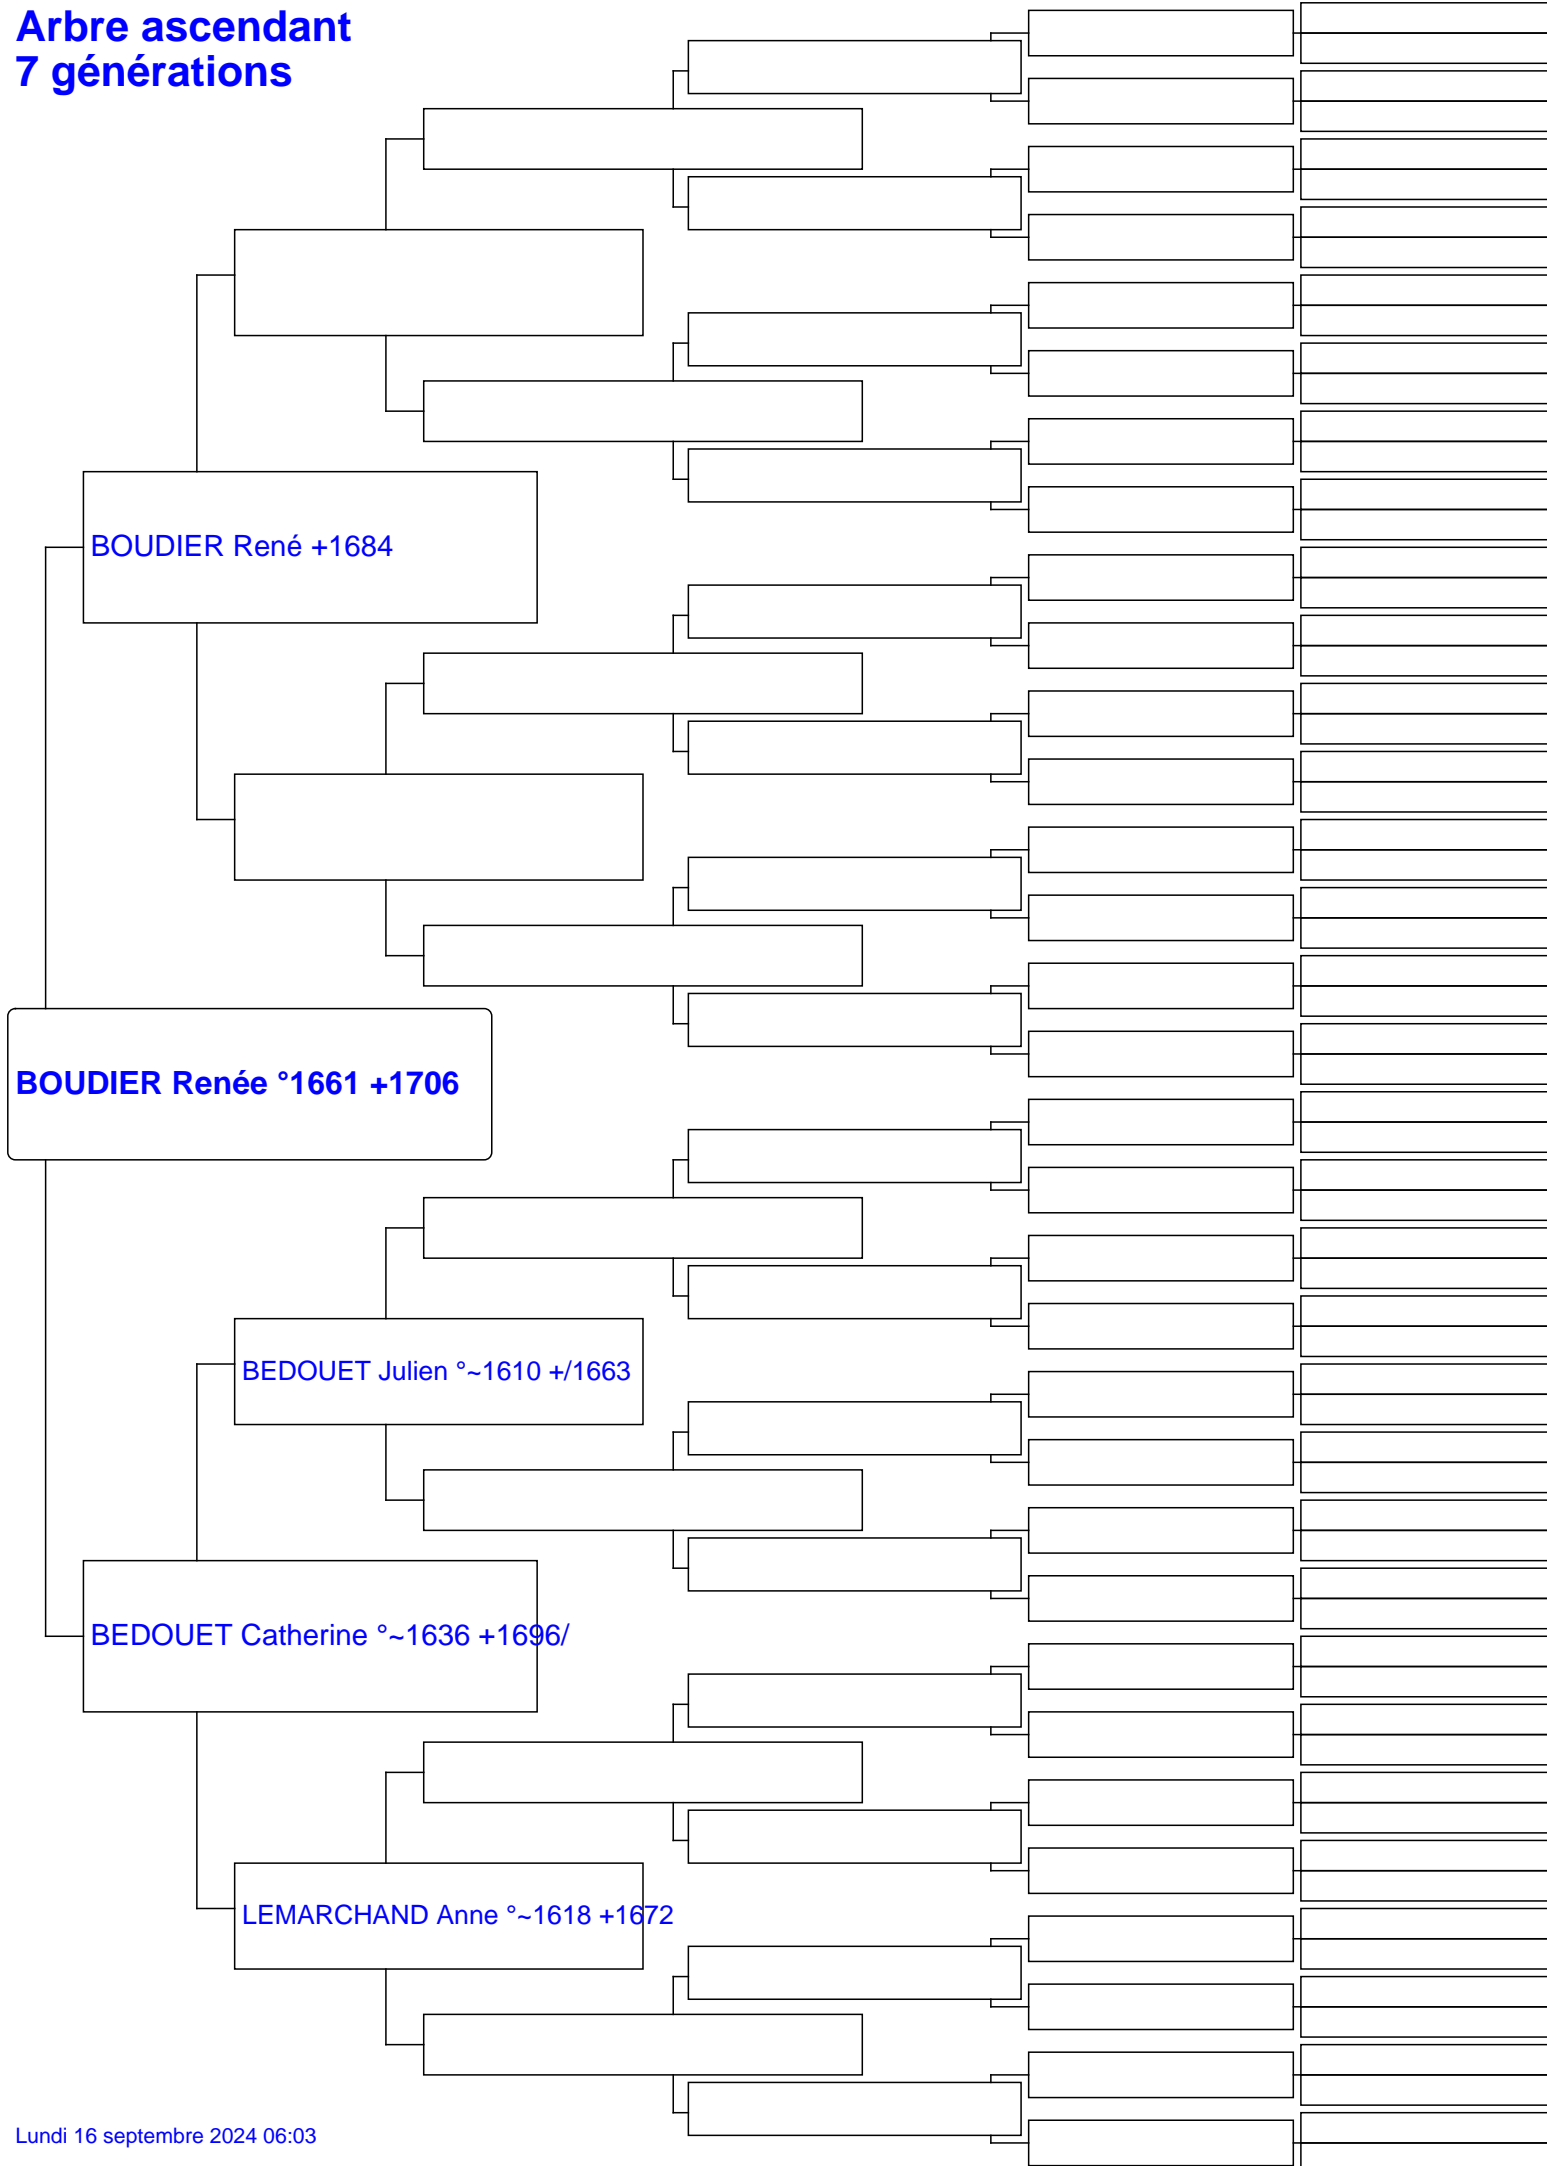 Arbre ascendant
7 générations
BOUDIER René +1684
BOUDIER Renée °1661 +1706
BEDOUET Julien °~1610 +/1663
BEDOUET Catherine °~1636 +1696/
LEMARCHAND Anne °~1618 +1672
Lundi 16 septembre 2024 06:03